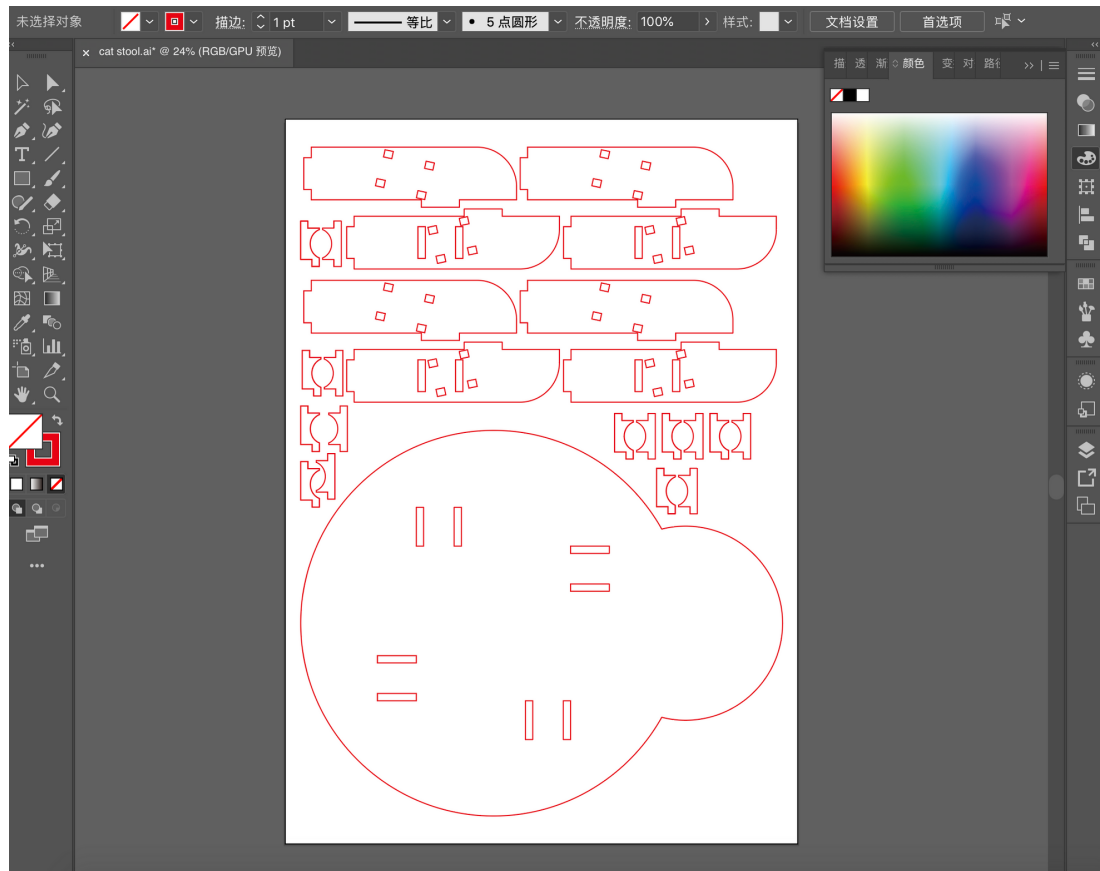 未选择对象 描边: 1 pt 等比 5 点圆形 不透明度: 100% 样式: 文档设置 首选项
× cat stool.ai* @ 24% (RGB/GPU 预览)
描 透 渐 颜色 变 对